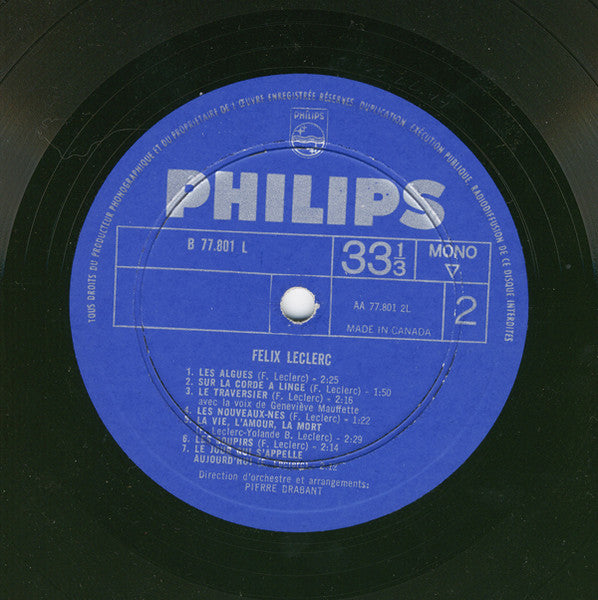 TOUS DROITS DU PRODUCTEUR PHONOGRAPHIQUE ET DU PROPRIETAIRE DE L'ŒUVRE ENREGISTRÉE RÉSERVÉS. DUPLICATION, EXÉCUTION PUBLIQUE, RADIODIFFUSION DE CE DISQUE INTERDITES
PHILIPS
PHILIPS
B 77.801 L
33 1/3
MONO
AA 77.801 2L
MADE IN CANADA
2
FELIX LECLERC
1. LES ALGUES (F. Leclerc) - 2:25
2. SUR LA CORDE A LINGE (F. Leclerc) - 1:50
3. LE TRAVERSIER (F. Leclerc) - 2:16
avec la voix de Geneviève Mauffette
4. LES NOUVEAUX-NES (F. Leclerc) - 1:22
5. LA VIE, L'AMOUR, LA MORT
Leclerc-Yolande B. Leclerc) - 2:29
6. LES SOUPIRS (F. Leclerc) - 2:14
7. LE JOUR QUI S'APPELLE
AUJOURD'HUI (F. Leclerc)
Direction d'orchestre et arrangements:
PIERRE DRABANT